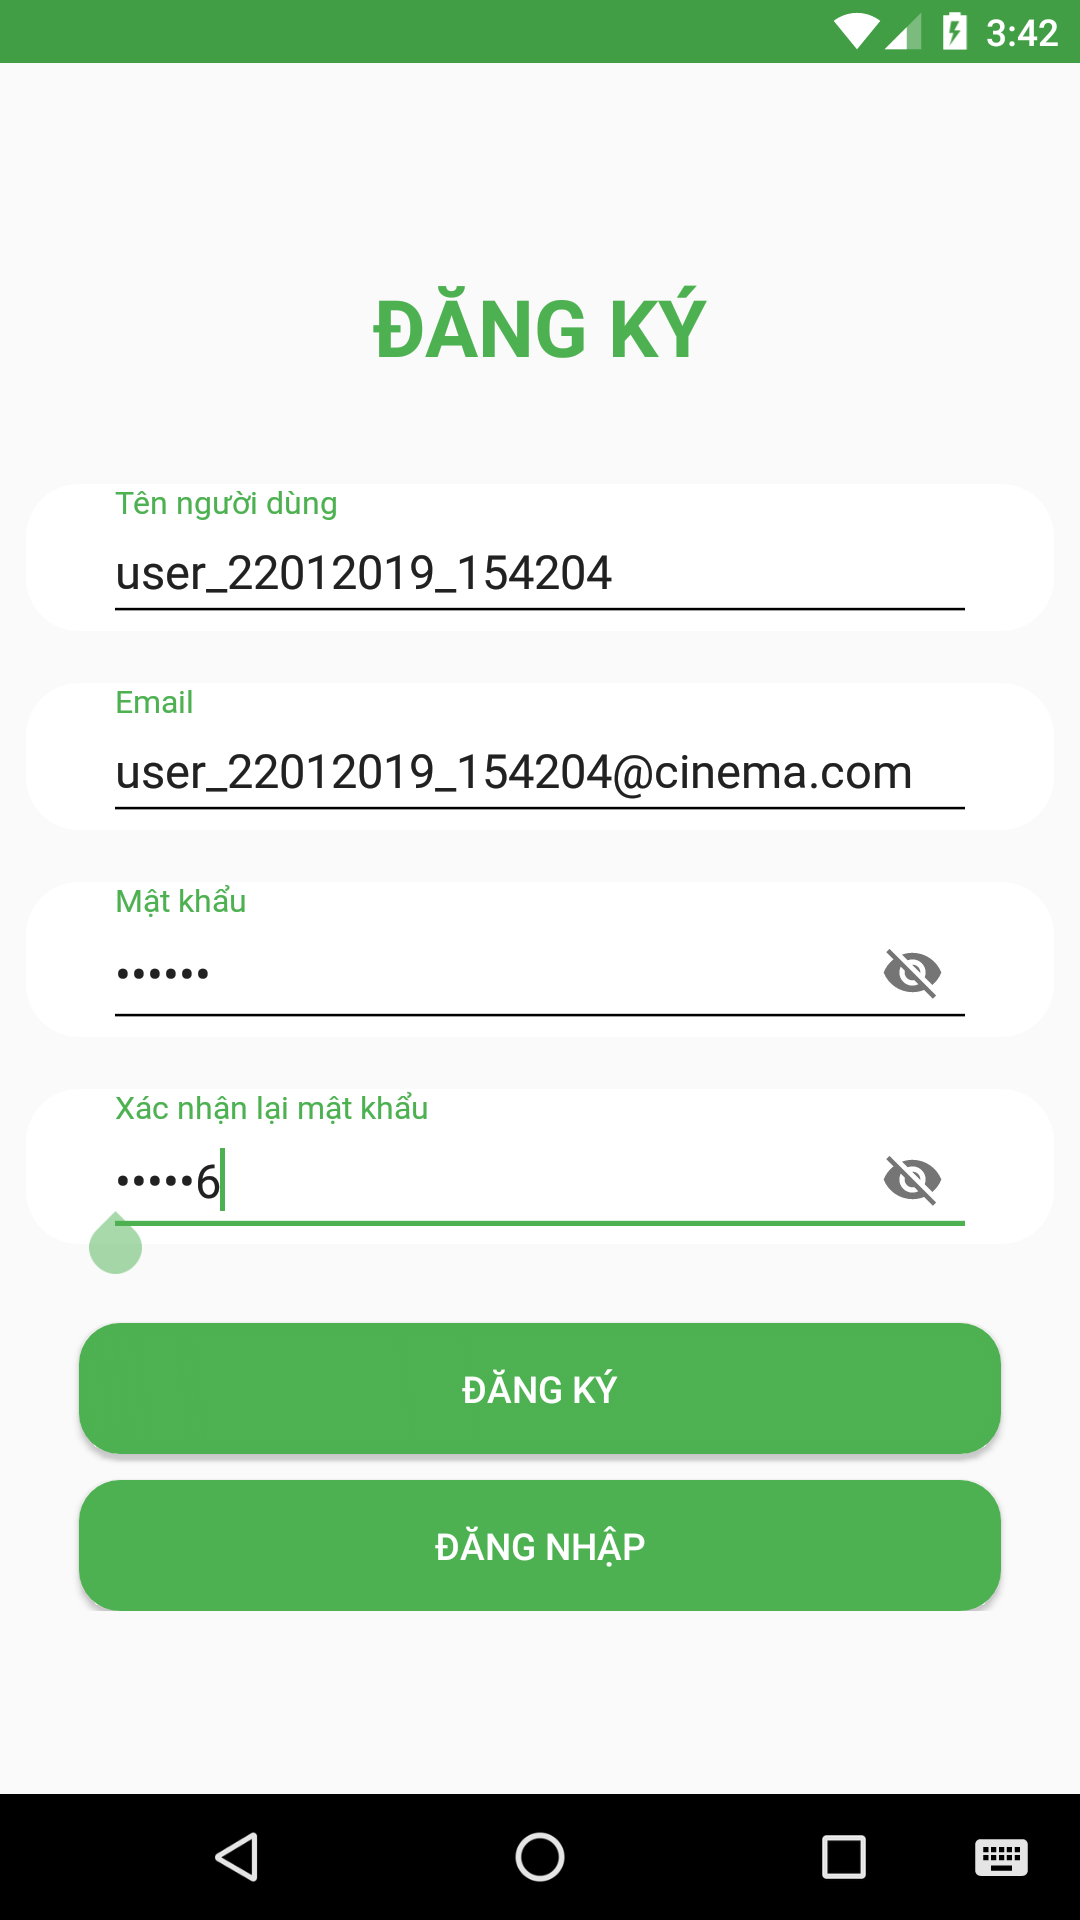 3:42
ĐĂNG KÝ
Tên người dùng
user_22012019_154204
Email
user_22012019_154204@cinema.com
Mật khẩu
••••••
Xác nhận lại mật khẩu
•••••6
ĐĂNG KÝ
ĐĂNG NHẬP